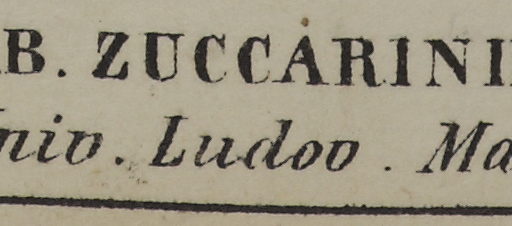 B. ZUCCARINI
niv. Ludov. Ma